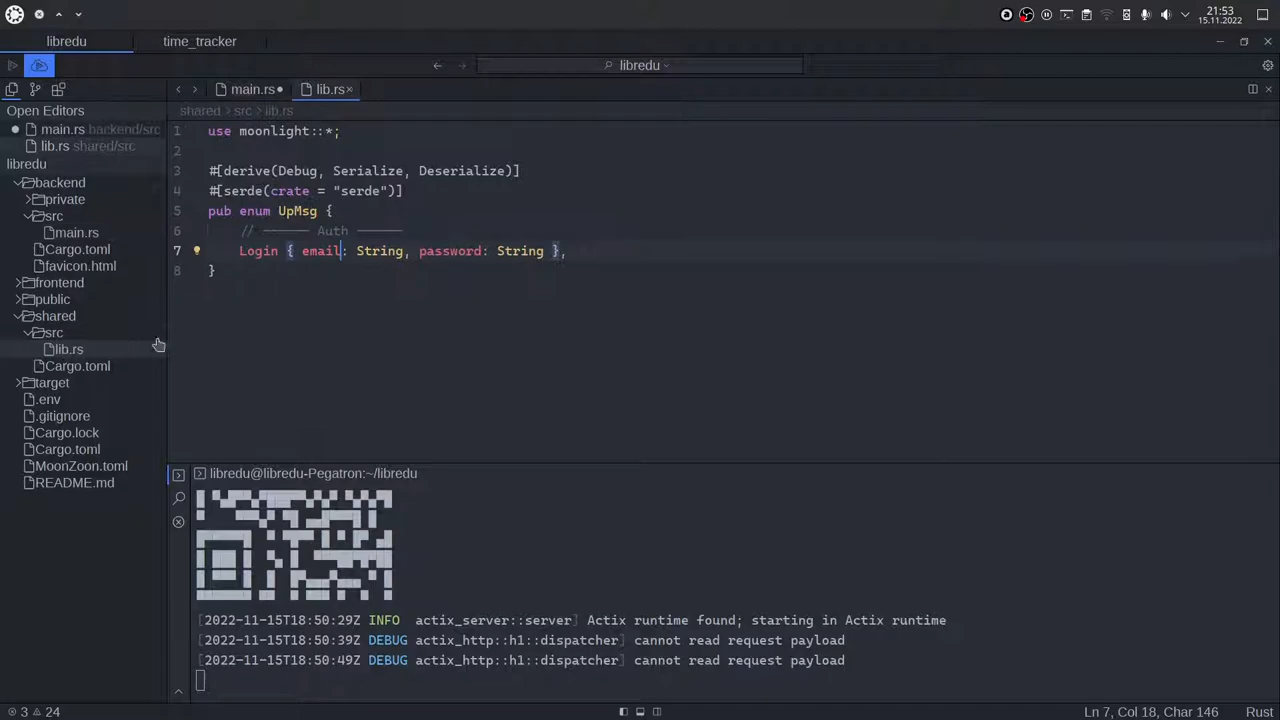 21:53
15.11.2022
libredu
time_tracker
libredu
main.rs
lib.rs
Open Editors
shared src lib.rs
main.rs backend/src
lib.rs shared/src
libredu
backend
private
src
main.rs
Cargo.toml
favicon.html
frontend
public
shared
src
lib.rs
Cargo.toml
target
.env
.gitignore
Cargo.lock
Cargo.toml
MoonZoon.toml
README.md
1 use moonlight::*;
2
3 #[derive(Debug, Serialize, Deserialize)]
4 #[serde(crate = "serde")]
5 pub enum UpMsg {
6 // ------ Auth ------
7 Login { email: String, password: String },
8 }
libredu@libredu-Pegatron:~/libredu
[2022-11-15T18:50:29Z INFO actix_server::server] Actix runtime found; starting in Actix runtime
[2022-11-15T18:50:39Z DEBUG actix_http::h1::dispatcher] cannot read request payload
[2022-11-15T18:50:49Z DEBUG actix_http::h1::dispatcher] cannot read request payload
3 24
Ln 7, Col 18, Char 146
Rust